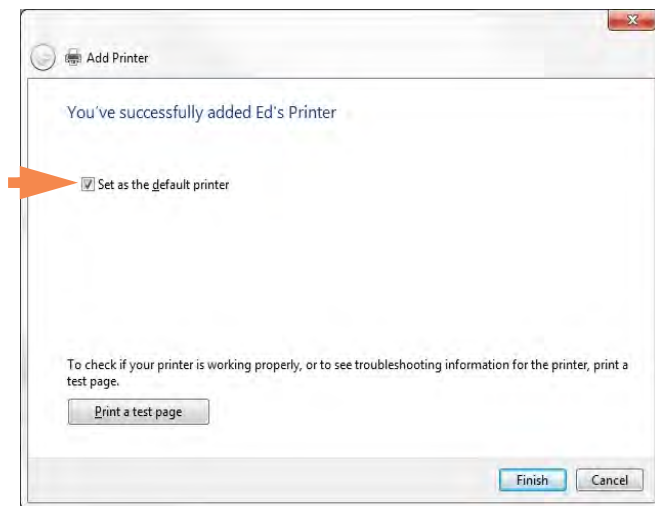 Add Printer
You've successfully added Ed's Printer
Set as the default printer
To check if your printer is working properly, or to see troubleshooting information for the printer, print a
test page.
Print a test page
Finish Cancel